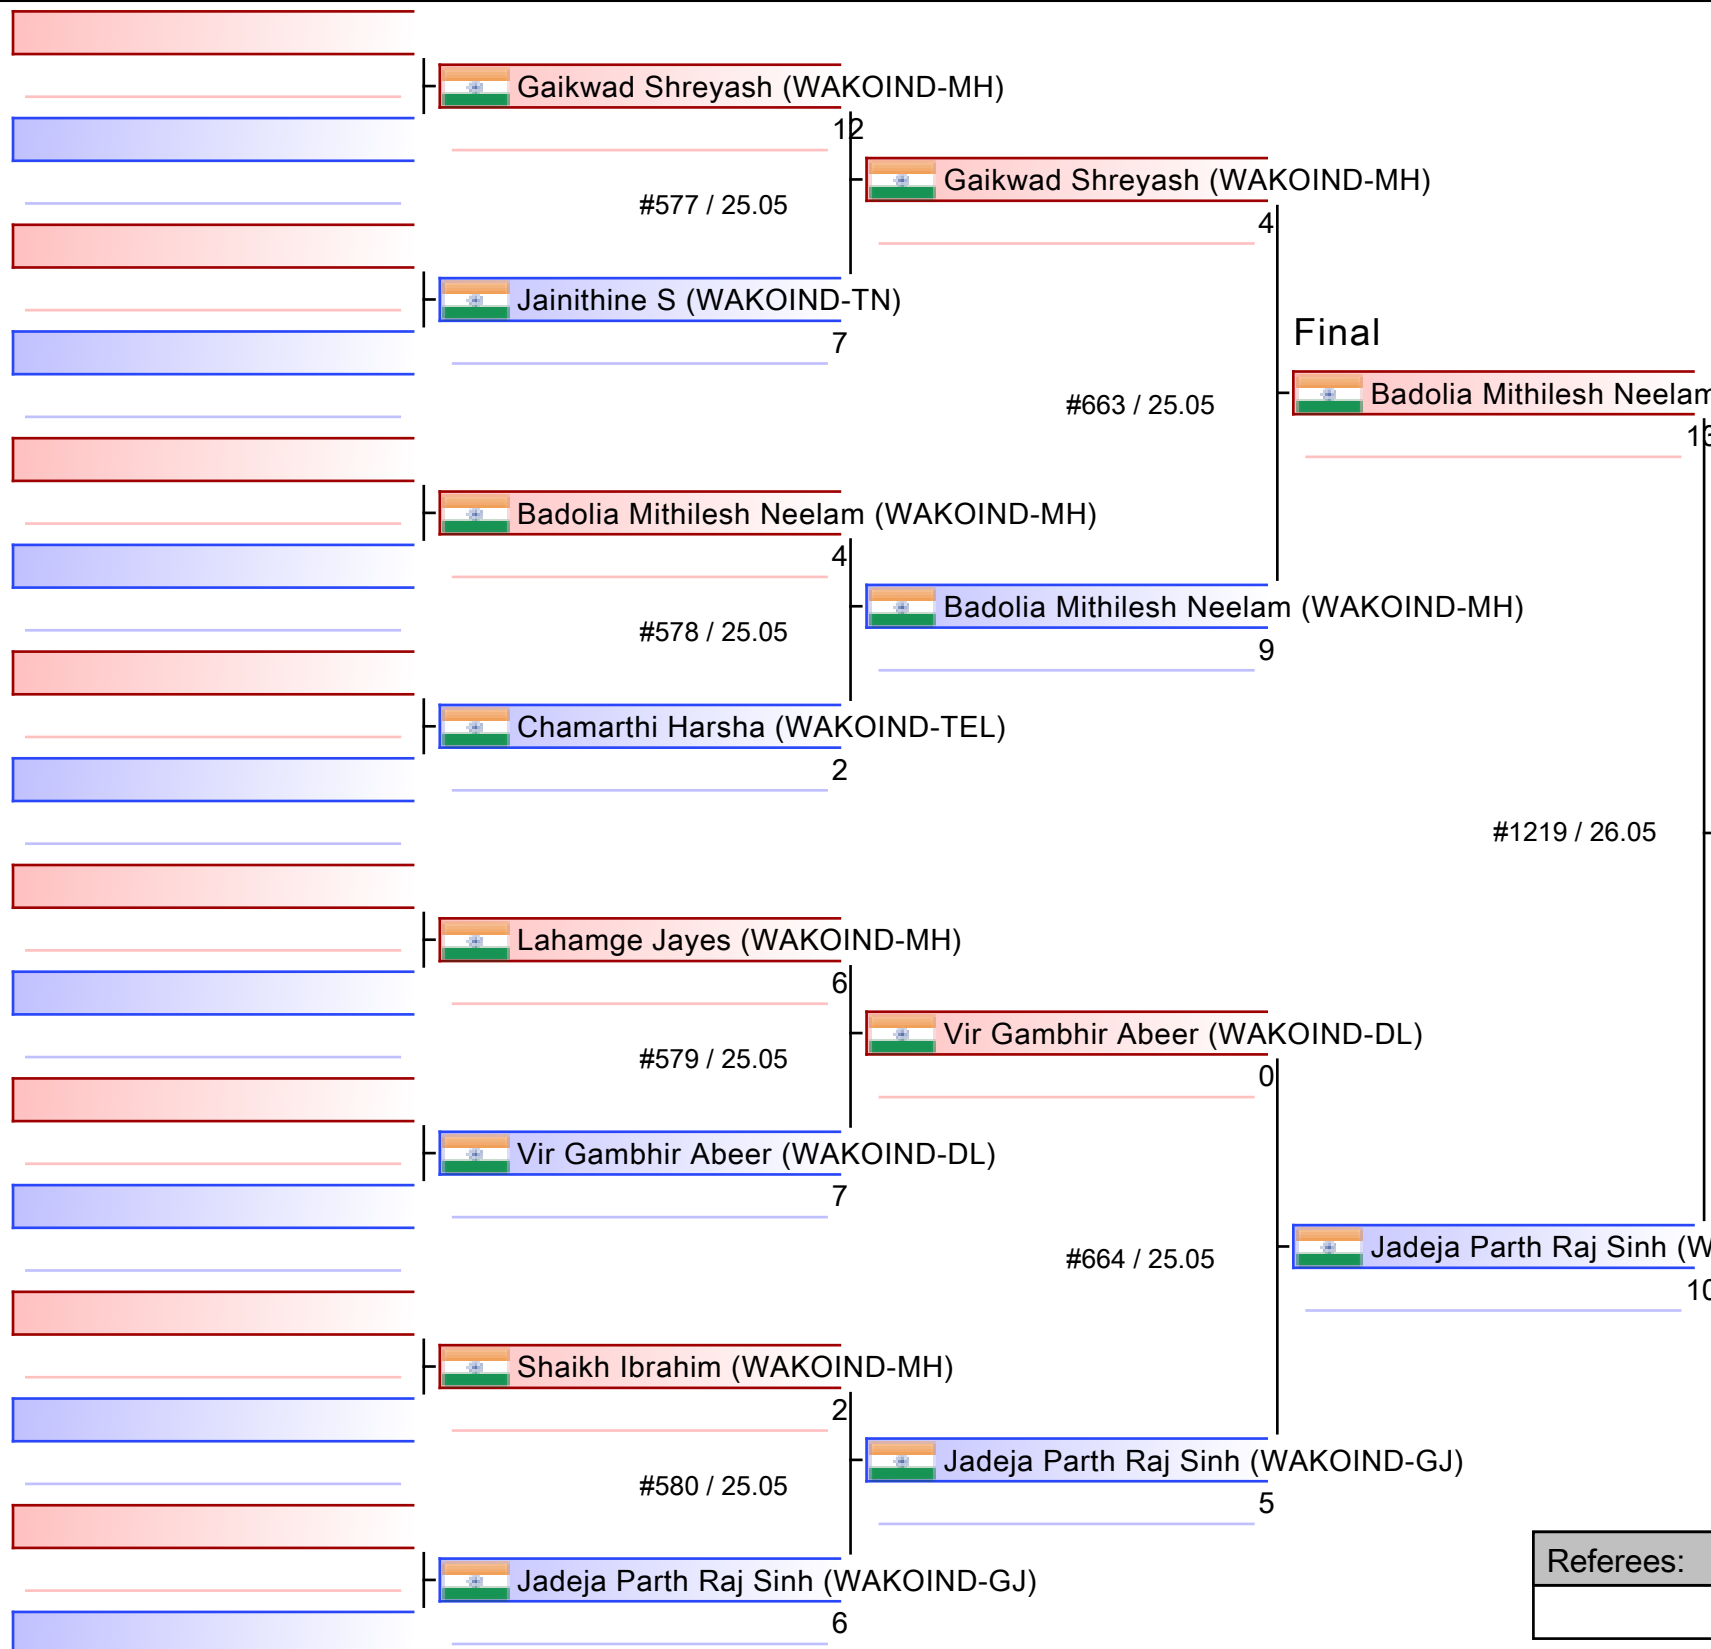 Gaikwad Shreyash (WAKOIND-MH)
12
#577 / 25.05
Gaikwad Shreyash (WAKOIND-MH)
4
Jainithine S (WAKOIND-TN)
7
Final
#663 / 25.05
Badolia Mithilesh Neelam
13
Badolia Mithilesh Neelam (WAKOIND-MH)
4
#578 / 25.05
Badolia Mithilesh Neelam (WAKOIND-MH)
9
Chamarthi Harsha (WAKOIND-TEL)
2
#1219 / 26.05
Lahamge Jayes (WAKOIND-MH)
6
#579 / 25.05
Vir Gambhir Abeer (WAKOIND-DL)
0
Vir Gambhir Abeer (WAKOIND-DL)
7
#664 / 25.05
Jadeja Parth Raj Sinh (W
10
Shaikh Ibrahim (WAKOIND-MH)
2
#580 / 25.05
Jadeja Parth Raj Sinh (WAKOIND-GJ)
5
Jadeja Parth Raj Sinh (WAKOIND-GJ)
6
Referees: